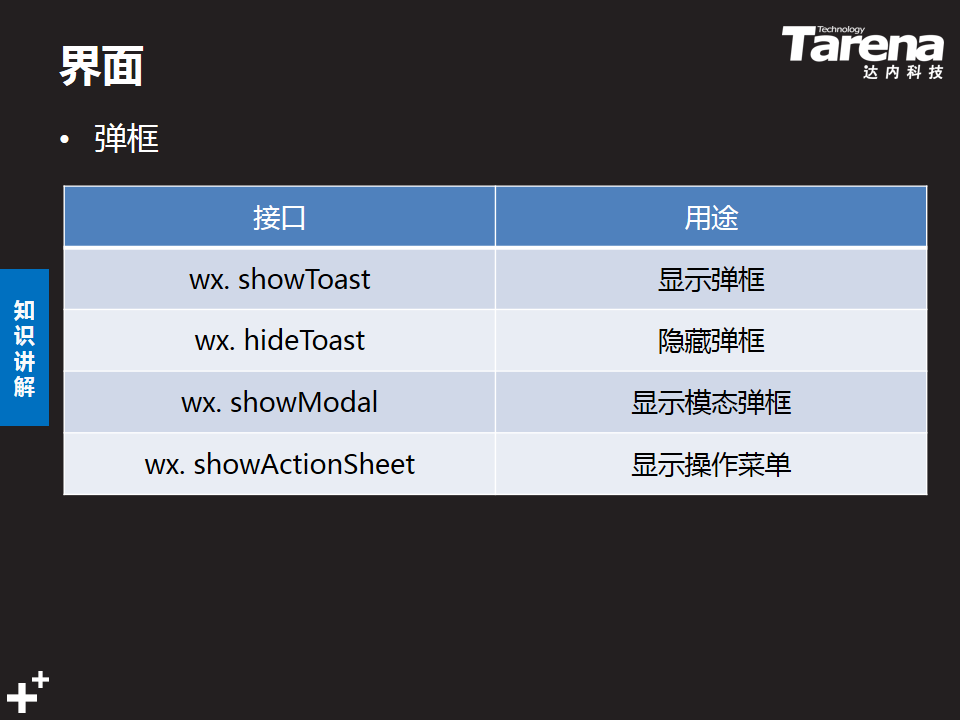 界面
Technology
Tarena
达内科技
• 弹框
接口 用途
wx. showToast 显示弹框
wx. hideToast 隐藏弹框
wx. showModal 显示模态弹框
wx. showActionSheet 显示操作菜单
知识讲解